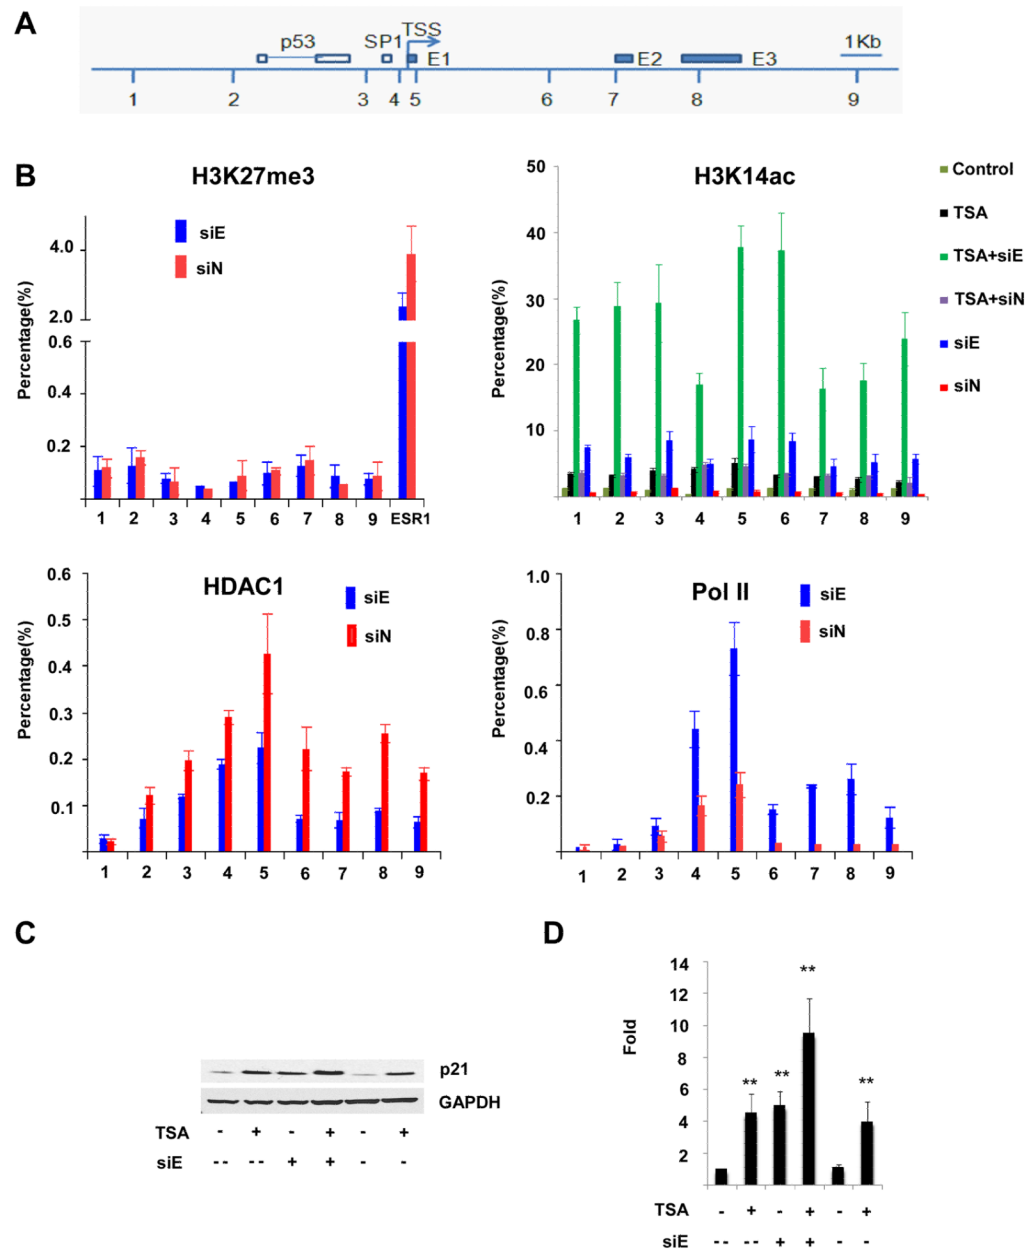 A
p53 SP1 TSS E1 E2 E3 1Kb
1 2 3 4 5 6 7 8 9
B
H3K27me3
Percentage(%)
4.0
2.0
0.6
0.4
0.2
siE
siN
1 2 3 4 5 6 7 8 9 ESR1
H3K14ac
Percentage(%)
50
40
30
20
10
1 2 3 4 5 6 7 8 9
Control
TSA
TSA+siE
TSA+siN
siE
siN
HDAC1
Percentage(%)
0.6
0.5
0.4
0.3
0.2
0.1
siE
siN
1 2 3 4 5 6 7 8 9
Pol II
Percentage(%)
1.0
0.8
0.6
0.4
0.2
siE
siN
1 2 3 4 5 6 7 8 9
C
p21
GAPDH
TSA - + - + - +
siE -- -- + + - -
D
Fold
14
12
10
8
6
4
2
** ** ** **
TSA - + - + - +
siE -- -- + + - -